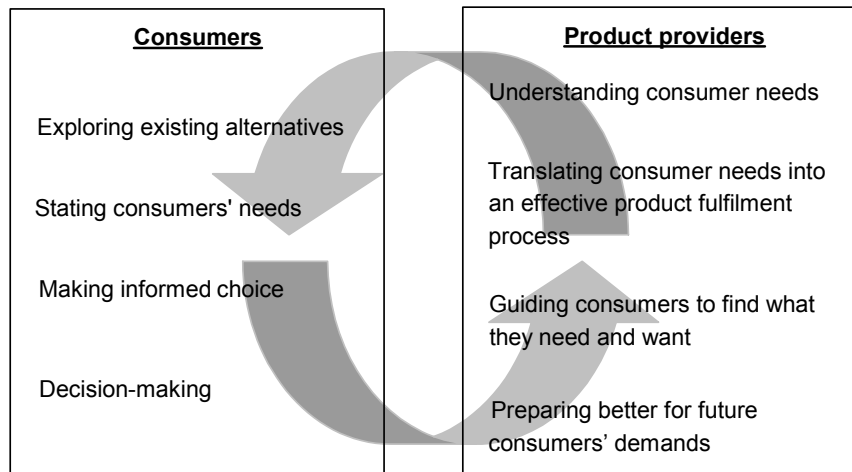 Consumers
Exploring existing alternatives
Stating consumers' needs
Making informed choice
Decision-making
Product providers
Understanding consumer needs
Translating consumer needs into
an effective product fulfilment
process
Guiding consumers to find what
they need and want
Preparing better for future
consumers’ demands